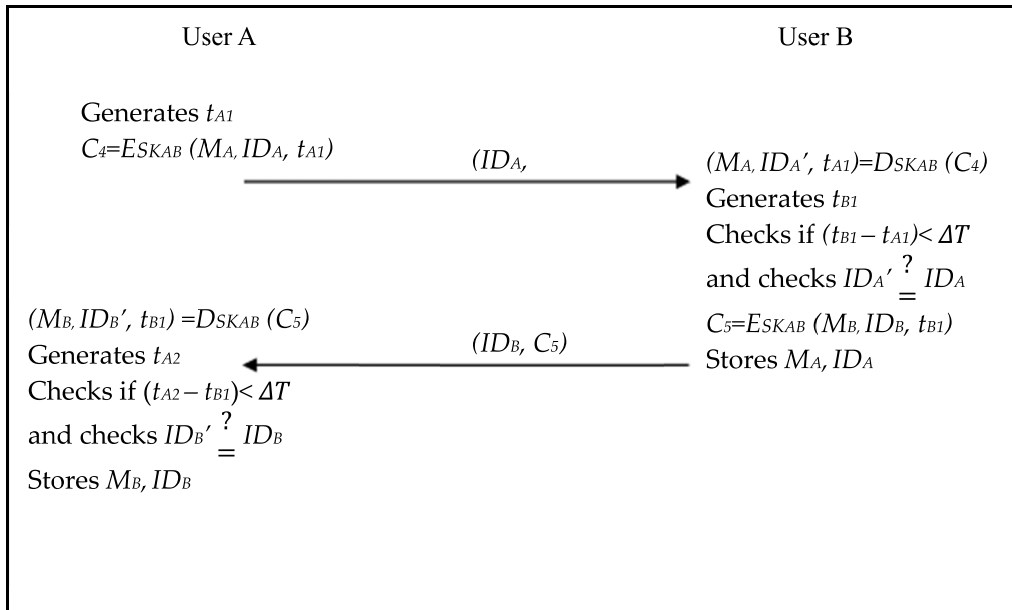 User A
User B
Generates tA1
C4=ESKAB (MA, IDA, tA1)
(IDA,
(MA, IDA’, tA1)=DSKAB (C4)
Generates tB1
Checks if (tB1 – tA1)< ΔT
and checks IDA’ ?= IDA
C5=ESKAB (MB, IDB, tB1)
Stores MA, IDA
(IDB, C5)
(MB, IDB’, tB1) =DSKAB (C5)
Generates tA2
Checks if (tA2 – tB1)< ΔT
and checks IDB’ ?= IDB
Stores MB, IDB